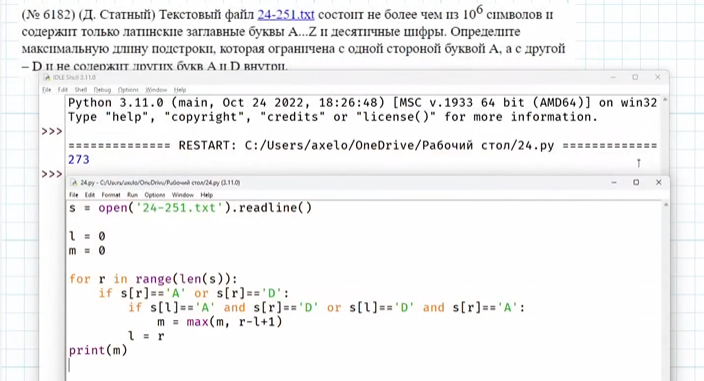 (№ 6182) (Д. Статный) Текстовый файл 24-251.txt состоит не более чем из 10⁶ символов и
содержит только латинские заглавные буквы A...Z и десятичные цифры. Определите
максимальную длину подстроки, которая ограничена с одной стороной буквой A, а с другой
– D и не содержит других букв A и D внутри.
IDLE Shell 3.11.0
File Edit Shell Debug Options Window Help
Python 3.11.0 (main, Oct 24 2022, 18:26:48) [MSC v.1933 64 bit (AMD64)] on win32
Type "help", "copyright", "credits" or "license()" for more information.
>>>
============== RESTART: C:/Users/axelo/OneDrive/Рабочий стол/24.py =============
273
>>>
24.py - C:/Users/axelo/OneDrive/Рабочий стол/24.py (3.11.0)
File Edit Format Run Options Window Help
s = open('24-251.txt').readline()
l = 0
m = 0
for r in range(len(s)):
    if s[r]=='A' or s[r]=='D':
        if s[l]=='A' and s[r]=='D' or s[l]=='D' and s[r]=='A':
            m = max(m, r-l+1)
        l = r
print(m)